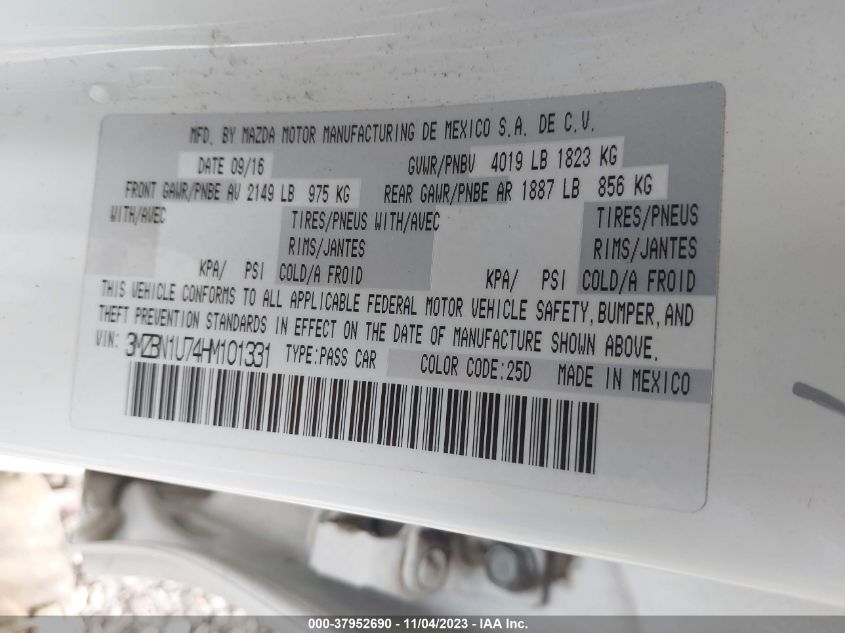 MFD. BY MAZDA MOTOR MANUFACTURING DE MEXICO S.A. DE C.V.
DATE 09/16 GVWR/PNBV 4019 LB 1823 KG
FRONT GAWR/PNBE AV 2149 LB 975 KG REAR GAWR/PNBE AR 1887 LB 856 KG
WITH/AVEC TIRES/PNEUS WITH/AVEC TIRES/PNEUS
RIMS/JANTES RIMS/JANTES
KPA/ PSI COLD/A FROID KPA/ PSI COLD/A FROID
THIS VEHICLE CONFORMS TO ALL APPLICABLE FEDERAL MOTOR VEHICLE SAFETY, BUMPER, AND
THEFT PREVENTION STANDARDS IN EFFECT ON THE DATE OF MANUFACTURE SHOWN ABOVE.
VIN: 3MZBN1U74HM101331 TYPE:PASS CAR COLOR CODE:25D MADE IN MEXICO
000-37952690 - 11/04/2023 - IAA Inc.